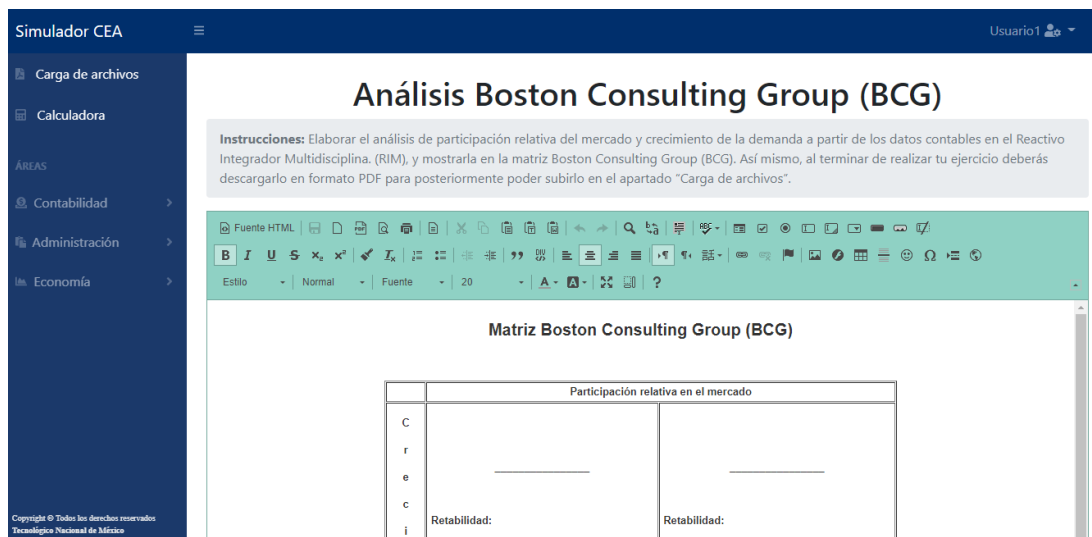 Simulador CEA
Usuario1
Carga de archivos
Calculadora
ÁREAS
Contabilidad
Administración
Economía
Copyright © Todos los derechos reservados
Tecnológico Nacional de México
Análisis Boston Consulting Group (BCG)
Instrucciones: Elaborar el análisis de participación relativa del mercado y crecimiento de la demanda a partir de los datos contables en el Reactivo
Integrador Multidisciplina. (RIM), y mostrarla en la matriz Boston Consulting Group (BCG). Así mismo, al terminar de realizar tu ejercicio deberás
descargarlo en formato PDF para posteriormente poder subirlo en el apartado "Carga de archivos".
Fuente HTML
B I U S x₂ x² Iₓ
Estilo Normal Fuente 20 A A ?
Matriz Boston Consulting Group (BCG)
Participación relativa en el mercado
C
r
e
c
i
Retabilidad: Retabilidad: